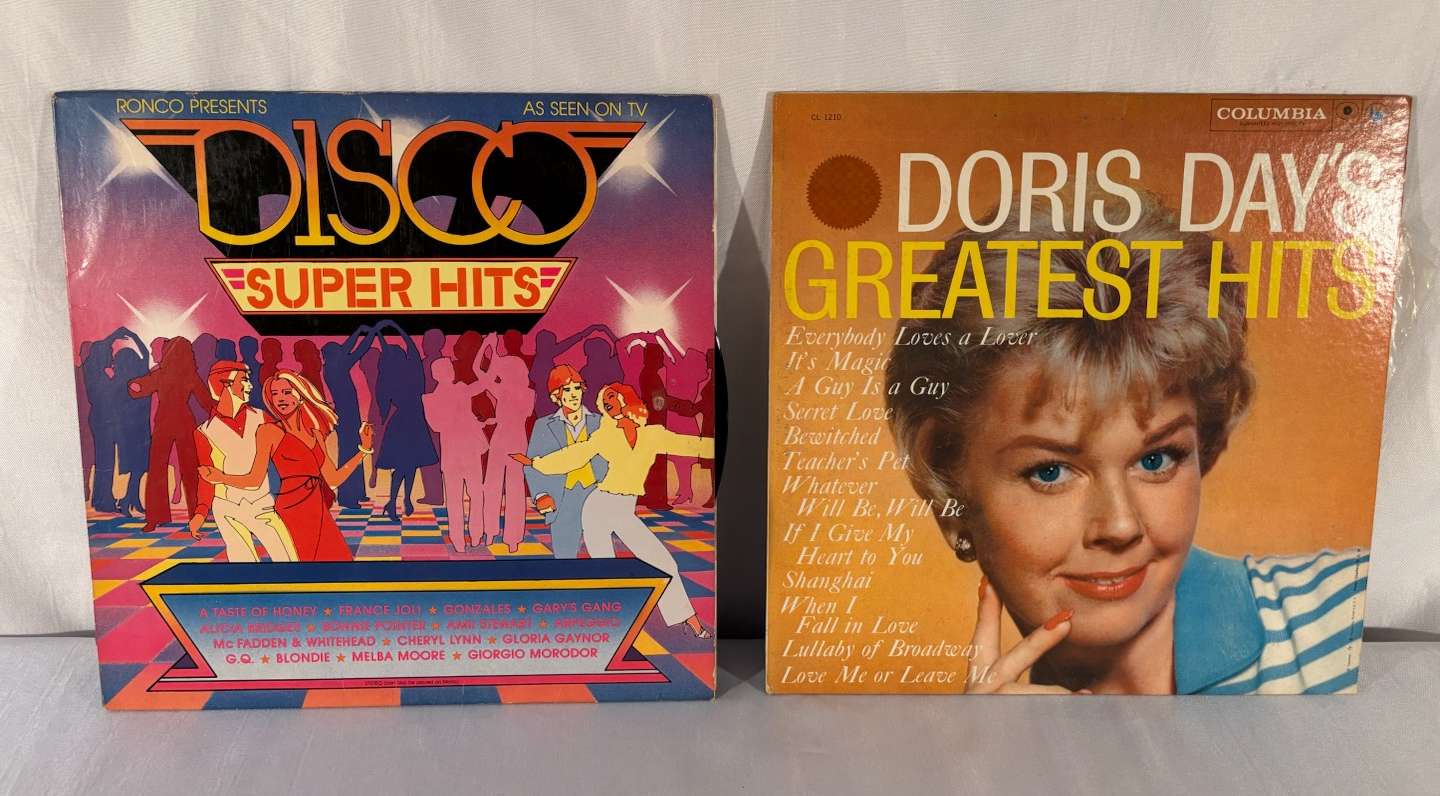 RONCO PRESENTS
AS SEEN ON TV
DISCO
SUPER HITS
A TASTE OF HONEY ★ FRANCE JOLI ★ GONZALES ★ GARY'S GANG
ALICIA BRIDGES ★ BONNIE POINTER ★ AMII STEWART ★ ARPEGGIO
Mc FADDEN & WHITEHEAD ★ CHERYL LYNN ★ GLORIA GAYNOR
G.Q. ★ BLONDIE ★ MELBA MOORE ★ GIORGIO MORODOR
CL 1210
COLUMBIA
DORIS DAY'S
GREATEST HITS
Everybody Loves a Lover
It's Magic
A Guy Is a Guy
Secret Love
Bewitched
Teacher's Pet
Whatever
Will Be, Will Be
If I Give My
Heart to You
Shanghai
When I
Fall in Love
Lullaby of Broadway
Love Me or Leave Me